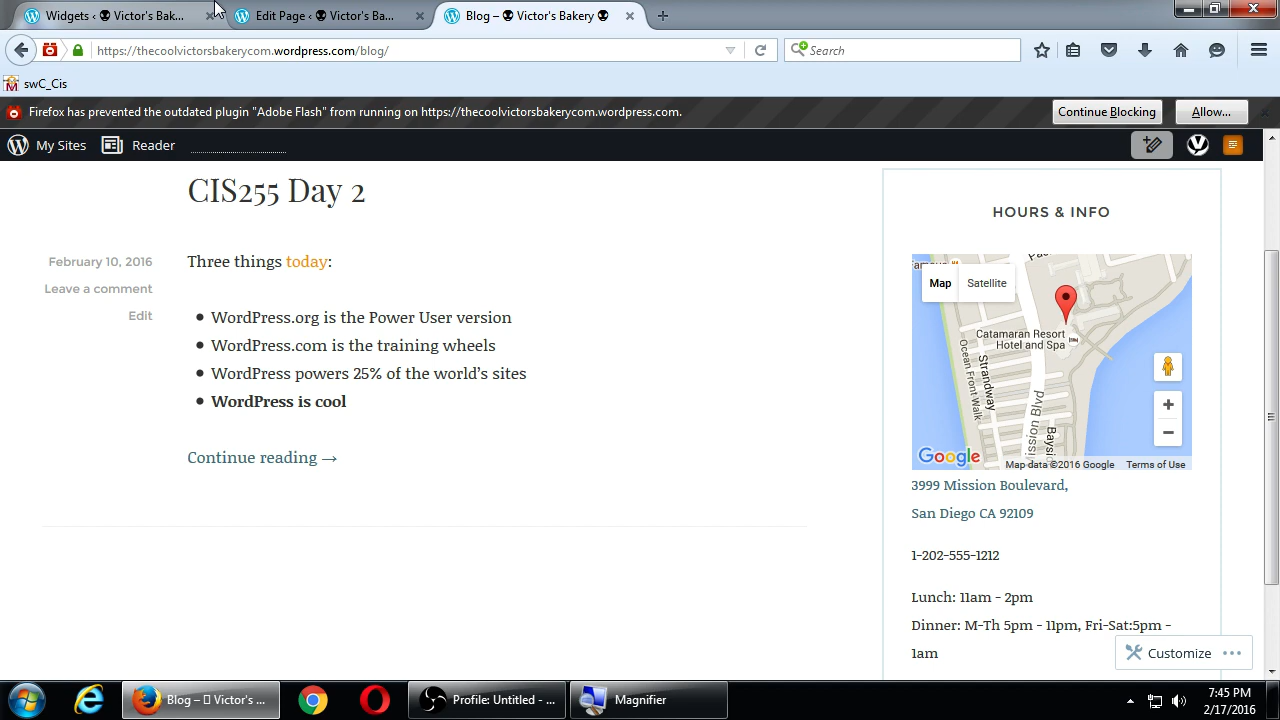 Widgets ‹ 💀 Victor's Bak...
Edit Page ‹ 💀 Victor's Ba...
Blog – 💀 Victor's Bakery 💀
https://thecoolvictorsbakerycom.wordpress.com/blog/
Search
swC_Cis
Firefox has prevented the outdated plugin "Adobe Flash" from running on https://thecoolvictorsbakerycom.wordpress.com.
Continue Blocking
Allow...
My Sites
Reader
CIS255 Day 2
February 10, 2016
Leave a comment
Edit
Three things today:
• WordPress.org is the Power User version
• WordPress.com is the training wheels
• WordPress powers 25% of the world's sites
• WordPress is cool
Continue reading →
HOURS & INFO
Map
Satellite
Catamaran Resort
Hotel and Spa
Ocean Front Walk
Strandway
Mission Blvd
Google
Map data ©2016 Google
Terms of Use
3999 Mission Boulevard,
San Diego CA 92109
1-202-555-1212
Lunch: 11am - 2pm
Dinner: M-Th 5pm - 11pm, Fri-Sat:5pm -
1am
Customize
Blog – Victor's ...
Profile: Untitled - ...
Magnifier
7:45 PM
2/17/2016